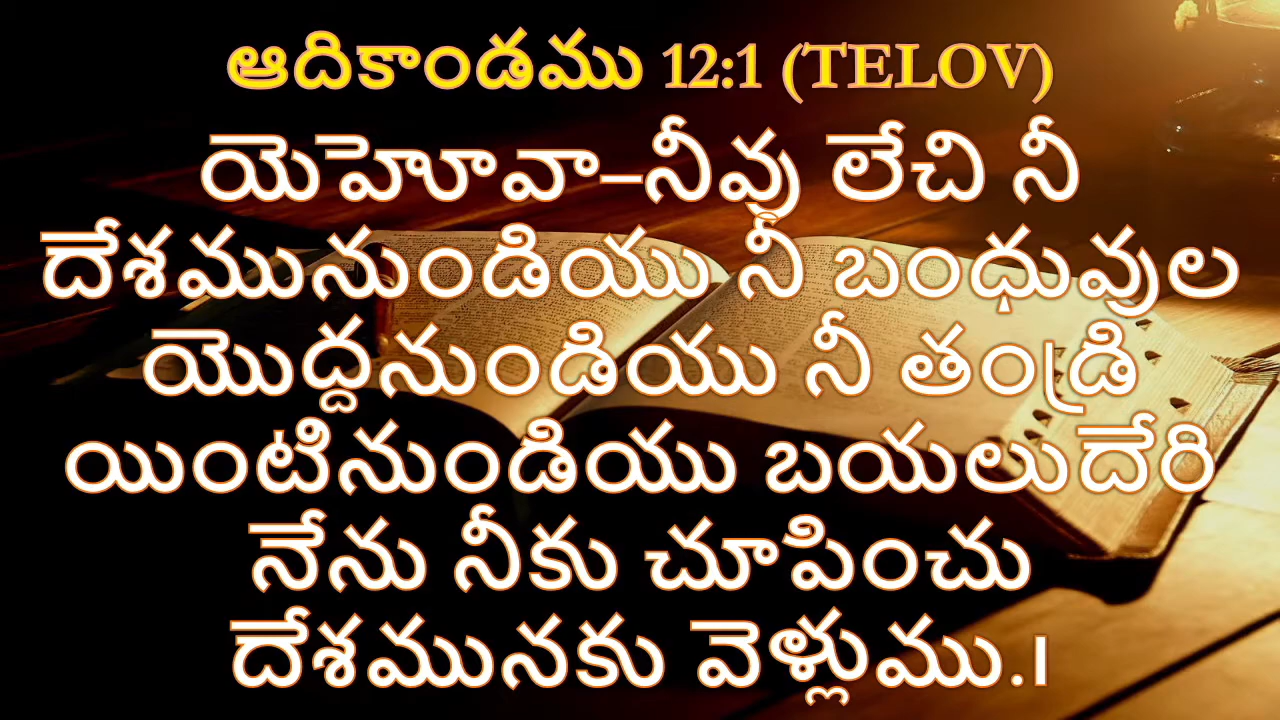 ఆదికాండము 12:1 (TELOV)
యెహోవా–నీవు లేచి నీ
దేశమునుండియు నీ బంధువుల
యొద్దనుండియు నీ తండ్రి
యింటినుండియు బయలుదేరి
నేను నీకు చూపించు
దేశమునకు వెళ్లుము.।